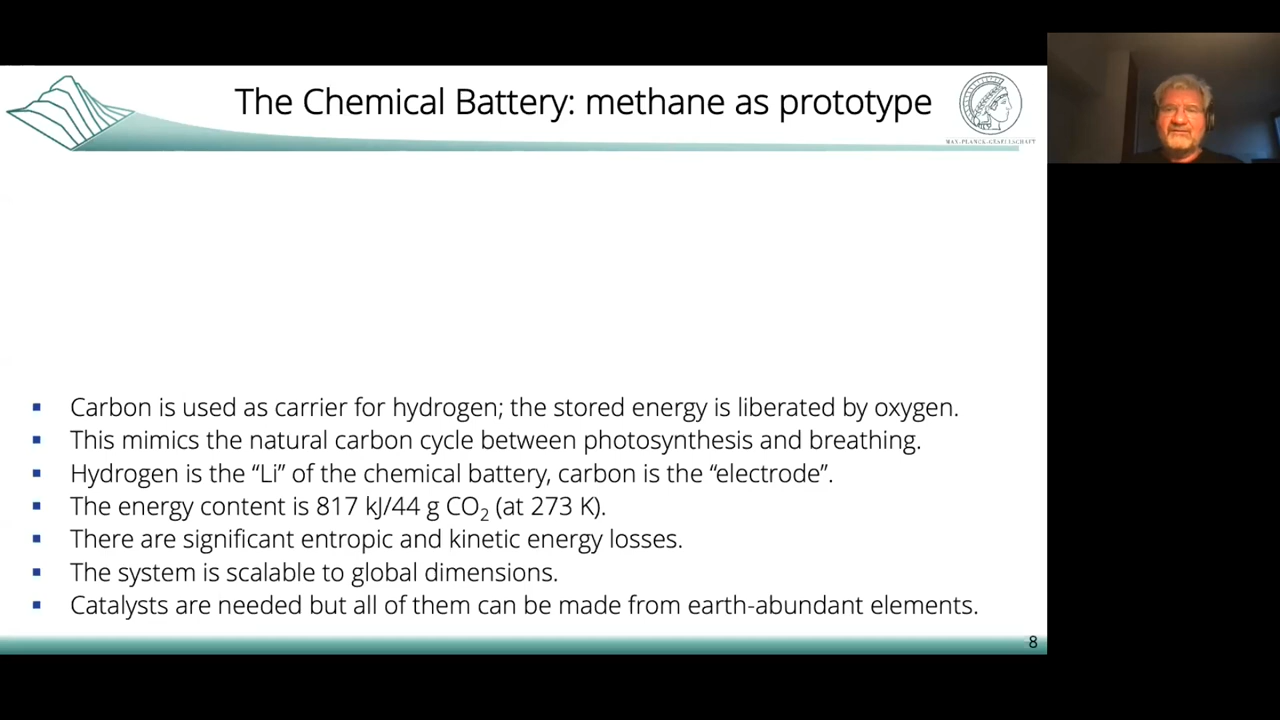 The Chemical Battery: methane as prototype
MAX-PLANCK-GESELLSCHAFT
▪ Carbon is used as carrier for hydrogen; the stored energy is liberated by oxygen.
▪ This mimics the natural carbon cycle between photosynthesis and breathing.
▪ Hydrogen is the “Li” of the chemical battery, carbon is the “electrode”.
▪ The energy content is 817 kJ/44 g CO₂ (at 273 K).
▪ There are significant entropic and kinetic energy losses.
▪ The system is scalable to global dimensions.
▪ Catalysts are needed but all of them can be made from earth-abundant elements.
8